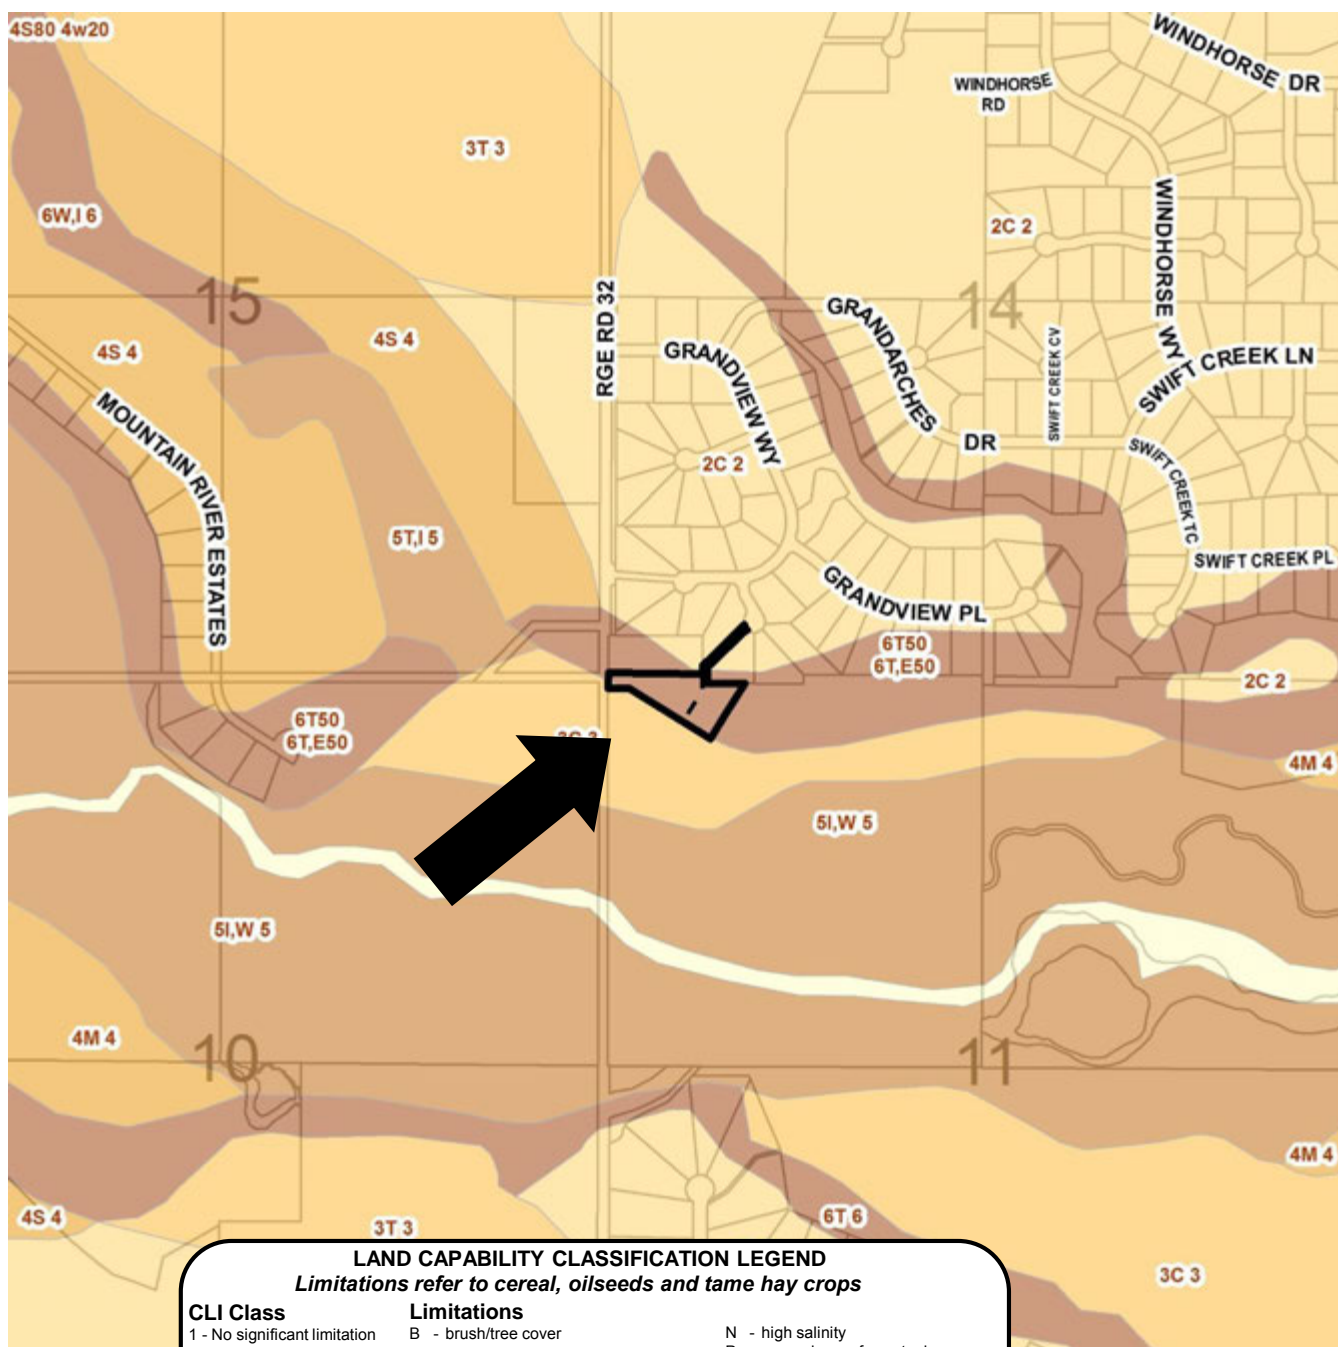 4S80 4w20
WINDHORSE DR
WINDHORSE
RD
3T 3
6W,I 6
WINDHORSE WY
2C 2
15
RGE RD 32
14
GRANDARCHES
DR
4S 4
4S 4
GRANDVIEW WY
SWIFT CREEK CV
SWIFT CREEK LN
MOUNTAIN RIVER ESTATES
2C 2
SWIFT CREEK TC
5T,I 5
SWIFT CREEK PL
GRANDVIEW PL
6T50
6T,E50
2C 2
6T50
6T,E50
3C 3
4M 4
5I,W 5
5I,W 5
4M 4
10
11
4M 4
4S 4
3T 3
6T 6
3C 3
LAND CAPABILITY CLASSIFICATION LEGEND
Limitations refer to cereal, oilseeds and tame hay crops
CLI Class
Limitations
1 - No significant limitation
B - brush/tree cover
N - high salinity